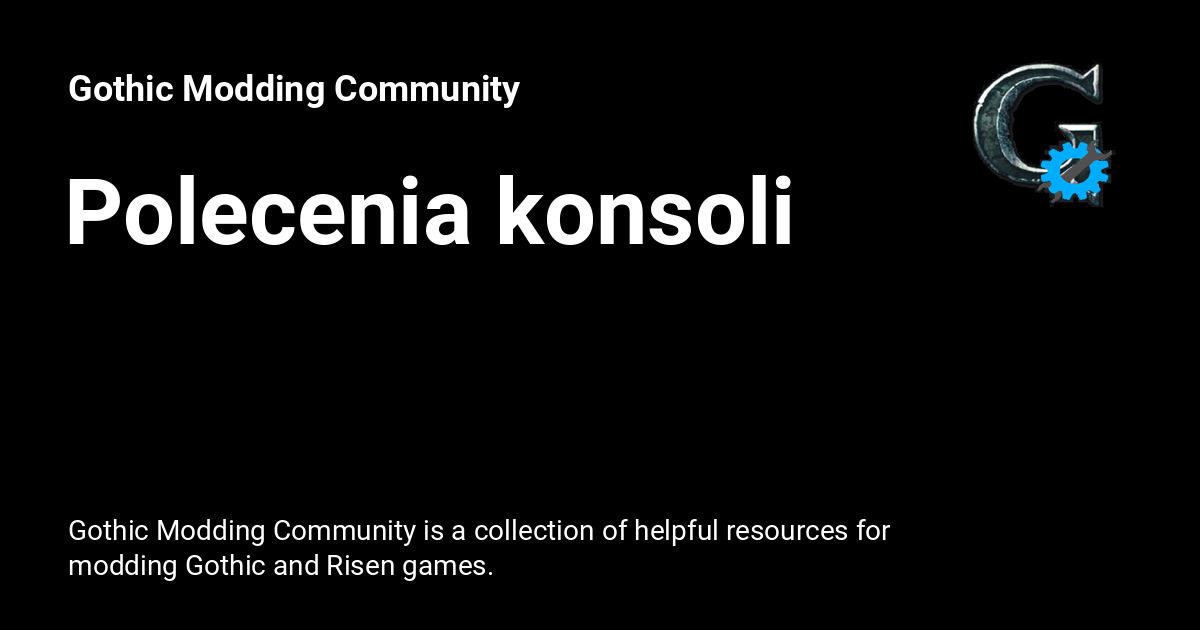 Gothic Modding Community
Polecenia konsoli
Gothic Modding Community is a collection of helpful resources for
modding Gothic and Risen games.